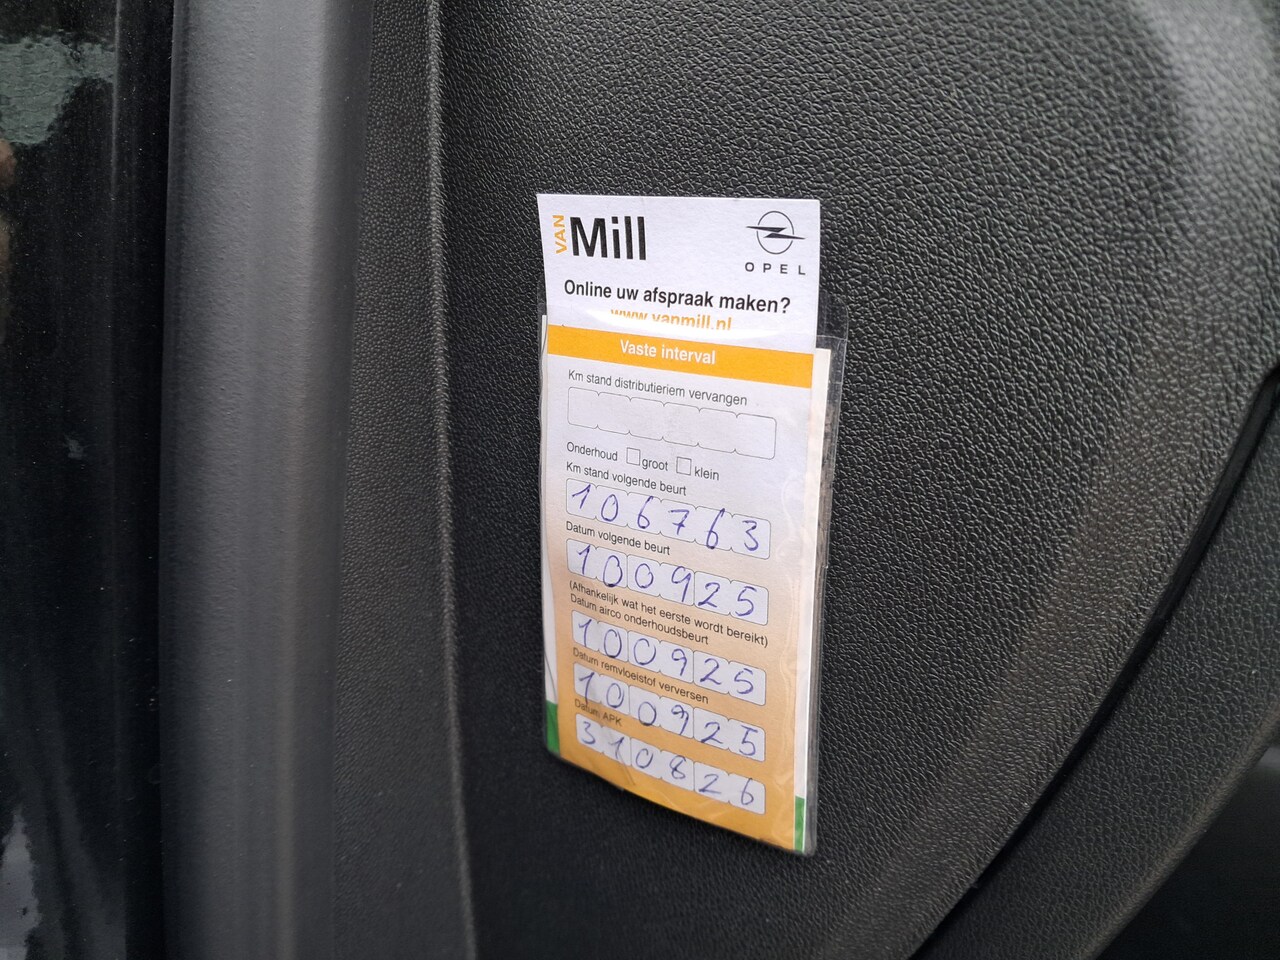 VAN Mill
OPEL
Online uw afspraak maken?
www.vanmill.nl
Vaste interval
Km stand distributieriem vervangen
Onderhoud groot klein
Km stand volgende beurt
106763
Datum volgende beurt
100925
(Afhankelijk wat het eerste wordt bereikt)
Datum airco onderhoudsbeurt
100925
Datum remvloeistof verversen
100925
Datum APK
310826